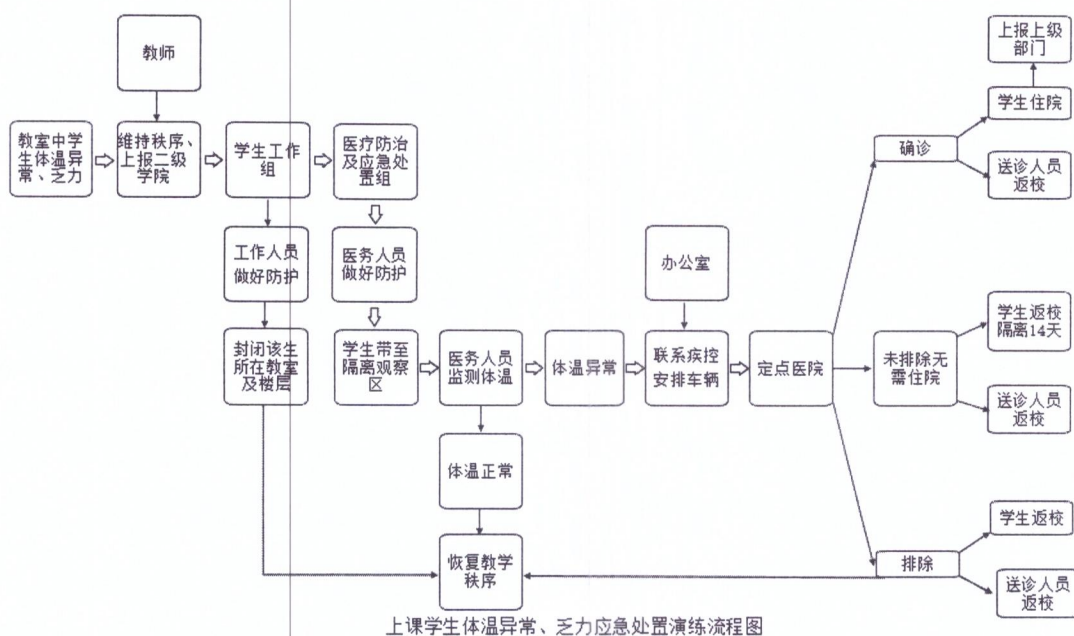 教师
教室中学
生体温异
常、乏力
维持秩序、
上报二级
学院
学生工作
组
医疗防治
及应急处
置组
工作人员
做好防护
医务人员
做好防护
封闭该生
所在教室
及楼层
学生带至
隔离观察
区
医务人员
监测体温
体温异常
办公室
联系疾控
安排车辆
定点医院
体温正常
恢复教学
秩序
确诊
上报上级
部门
学生住院
送诊人员
返校
未排除无
需住院
学生返校
隔离14天
送诊人员
返校
排除
学生返校
送诊人员
返校
上课学生体温异常、乏力应急处置演练流程图